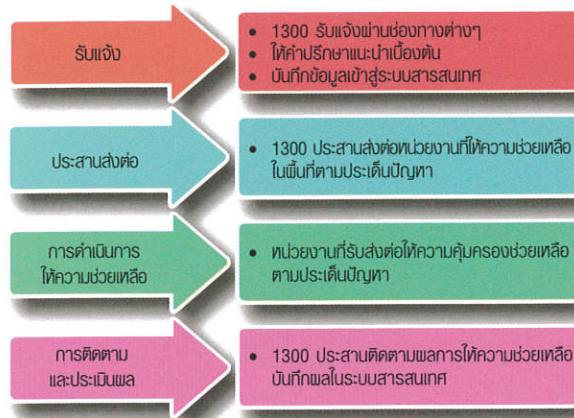 รับแจ้ง
• 1300 รับแจ้งผ่านช่องทางต่างๆ
• ให้คำปรึกษาแนะนำเบื้องต้น
• บันทึกข้อมูลเข้าสู่ระบบสารสนเทศ
ประสานส่งต่อ
• 1300 ประสานส่งต่อหน่วยงานที่ให้ความช่วยเหลือ
ในพื้นที่ตามประเด็นปัญหา
การดำเนินการ
ให้ความช่วยเหลือ
• หน่วยงานที่รับส่งต่อให้ความคุ้มครองช่วยเหลือ
ตามประเด็นปัญหา
การติดตาม
และประเมินผล
• 1300 ประสานติดตามผลการให้ความช่วยเหลือ
บันทึกผลในระบบสารสนเทศ